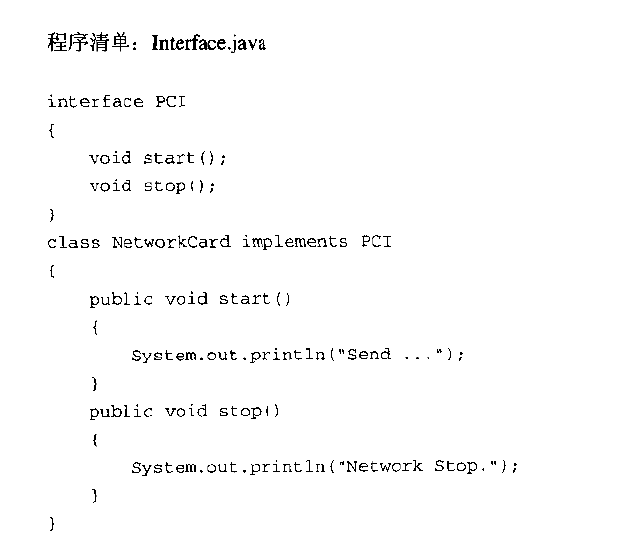 程序清单：Interface.java
interface PCI
{
void start();
void stop();
}
class NetworkCard implements PCI
{
public void start()
{
System.out.println("Send ...");
}
public void stop()
{
System.out.println("Network Stop.");
}
}